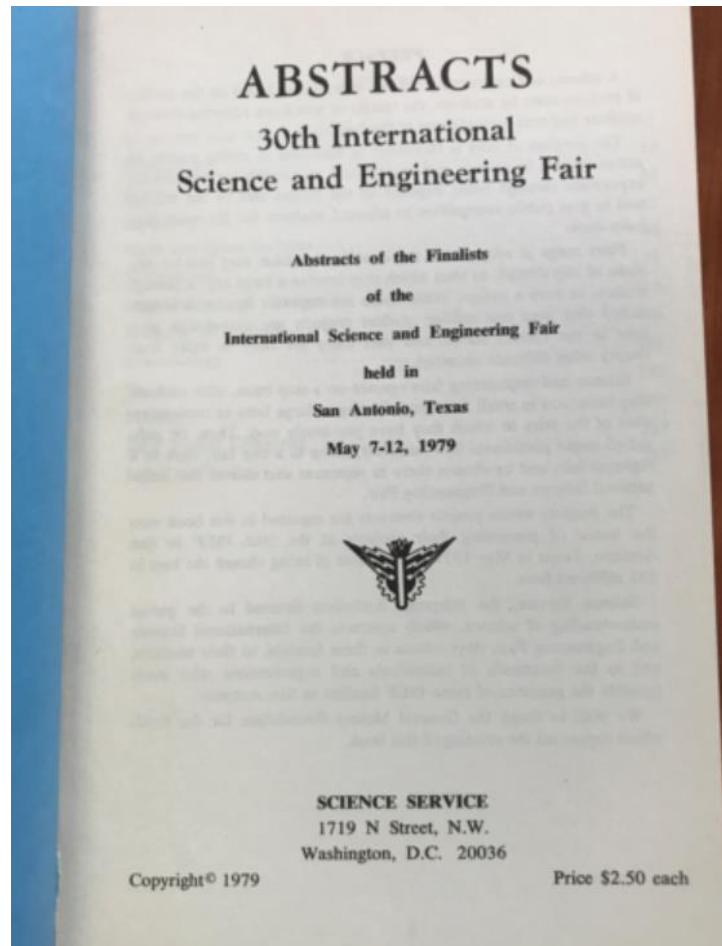 ABSTRACTS
30th International
Science and Engineering Fair
Abstracts of the Finalists
of the
International Science and Engineering Fair
held in
San Antonio, Texas
May 7-12, 1979
SCIENCE SERVICE
1719 N Street, N.W.
Washington, D.C. 20036
Copyright© 1979 Price $2.50 each